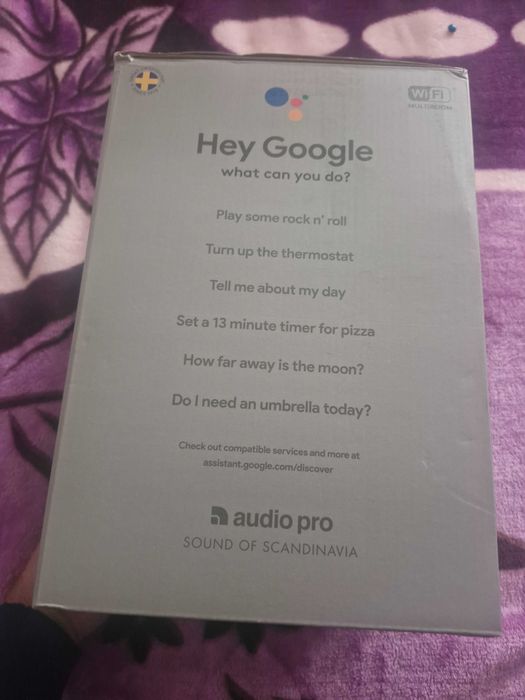 WiFi
MULTIROOM
Hey Google
what can you do?
Play some rock n' roll
Turn up the thermostat
Tell me about my day
Set a 13 minute timer for pizza
How far away is the moon?
Do I need an umbrella today?
Check out compatible services and more at
assistant.google.com/discover
audio pro
SOUND OF SCANDINAVIA